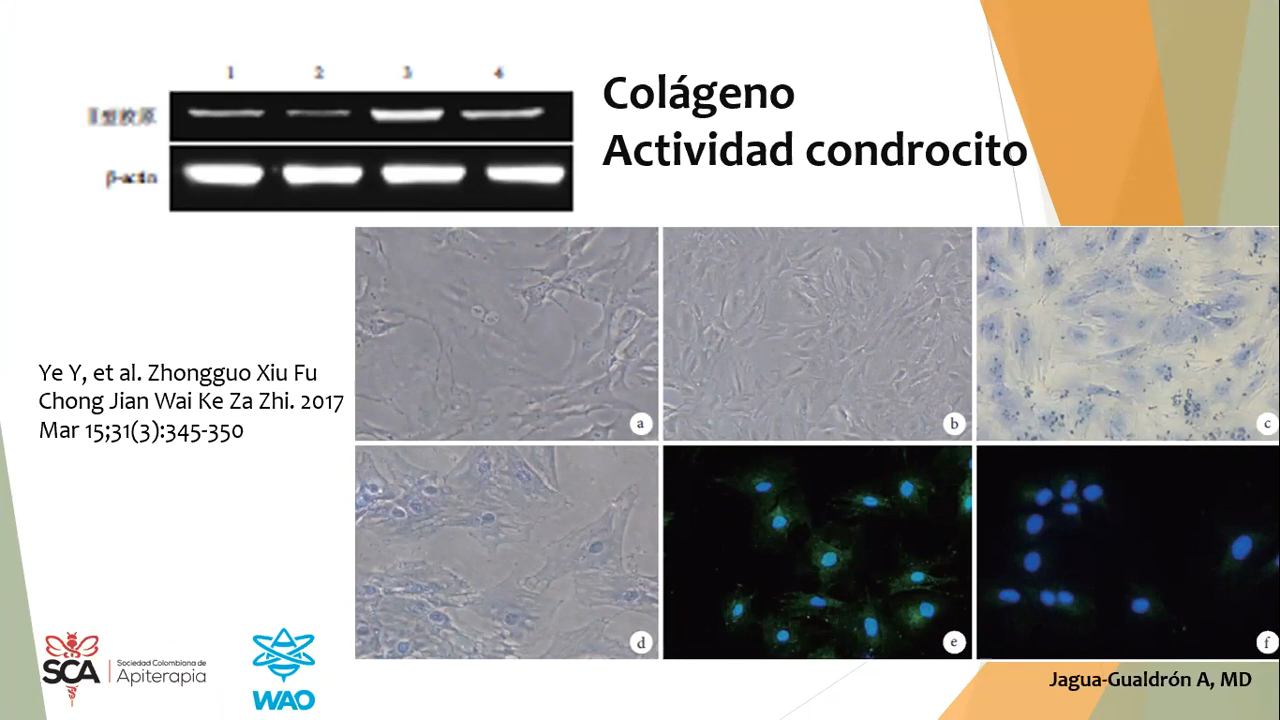 1 2 3 4
Ⅱ型胶原
β-actin
Colágeno
Actividad condrocito
Ye Y, et al. Zhongguo Xiu Fu
Chong Jian Wai Ke Za Zhi. 2017
Mar 15;31(3):345-350
a
b
c
d
e
f
SCA
Sociedad Colombiana de
Apiterapia
WAO
Jagua-Gualdrón A, MD